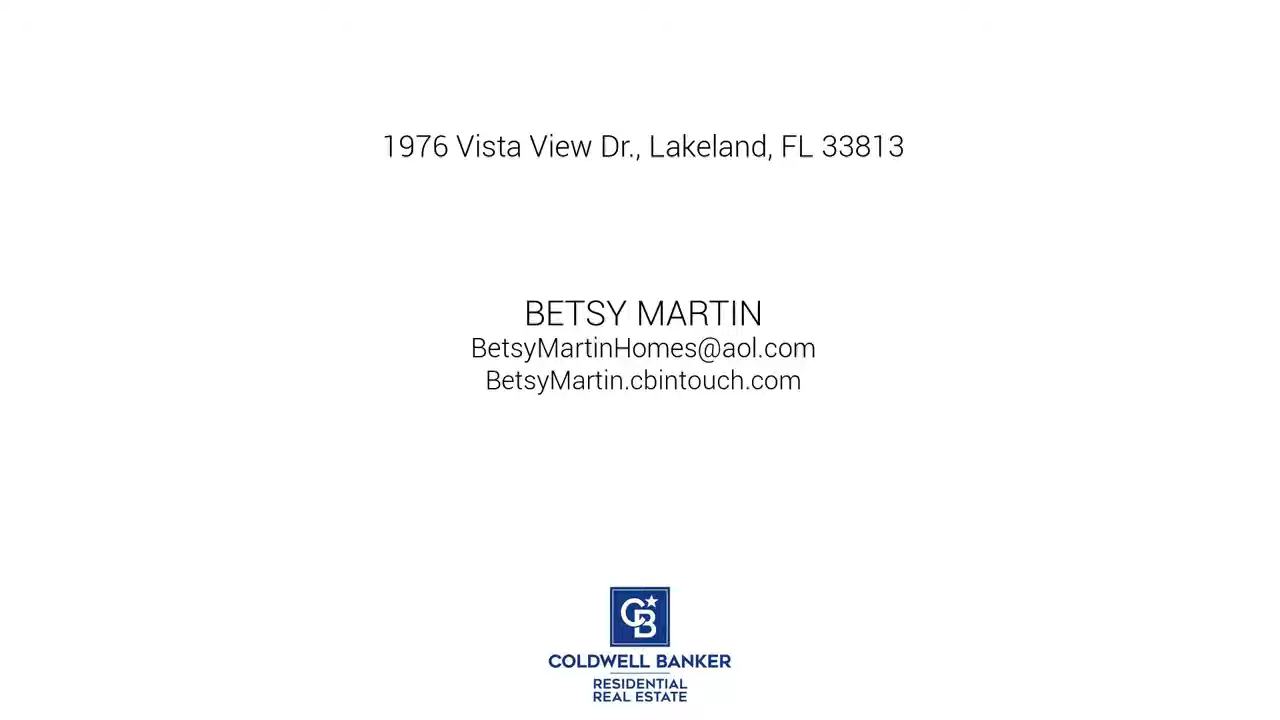 1976 Vista View Dr., Lakeland, FL 33813
BETSY MARTIN
BetsyMartinHomes@aol.com
BetsyMartin.cbintouch.com
CB
COLDWELL BANKER
RESIDENTIAL
REAL ESTATE